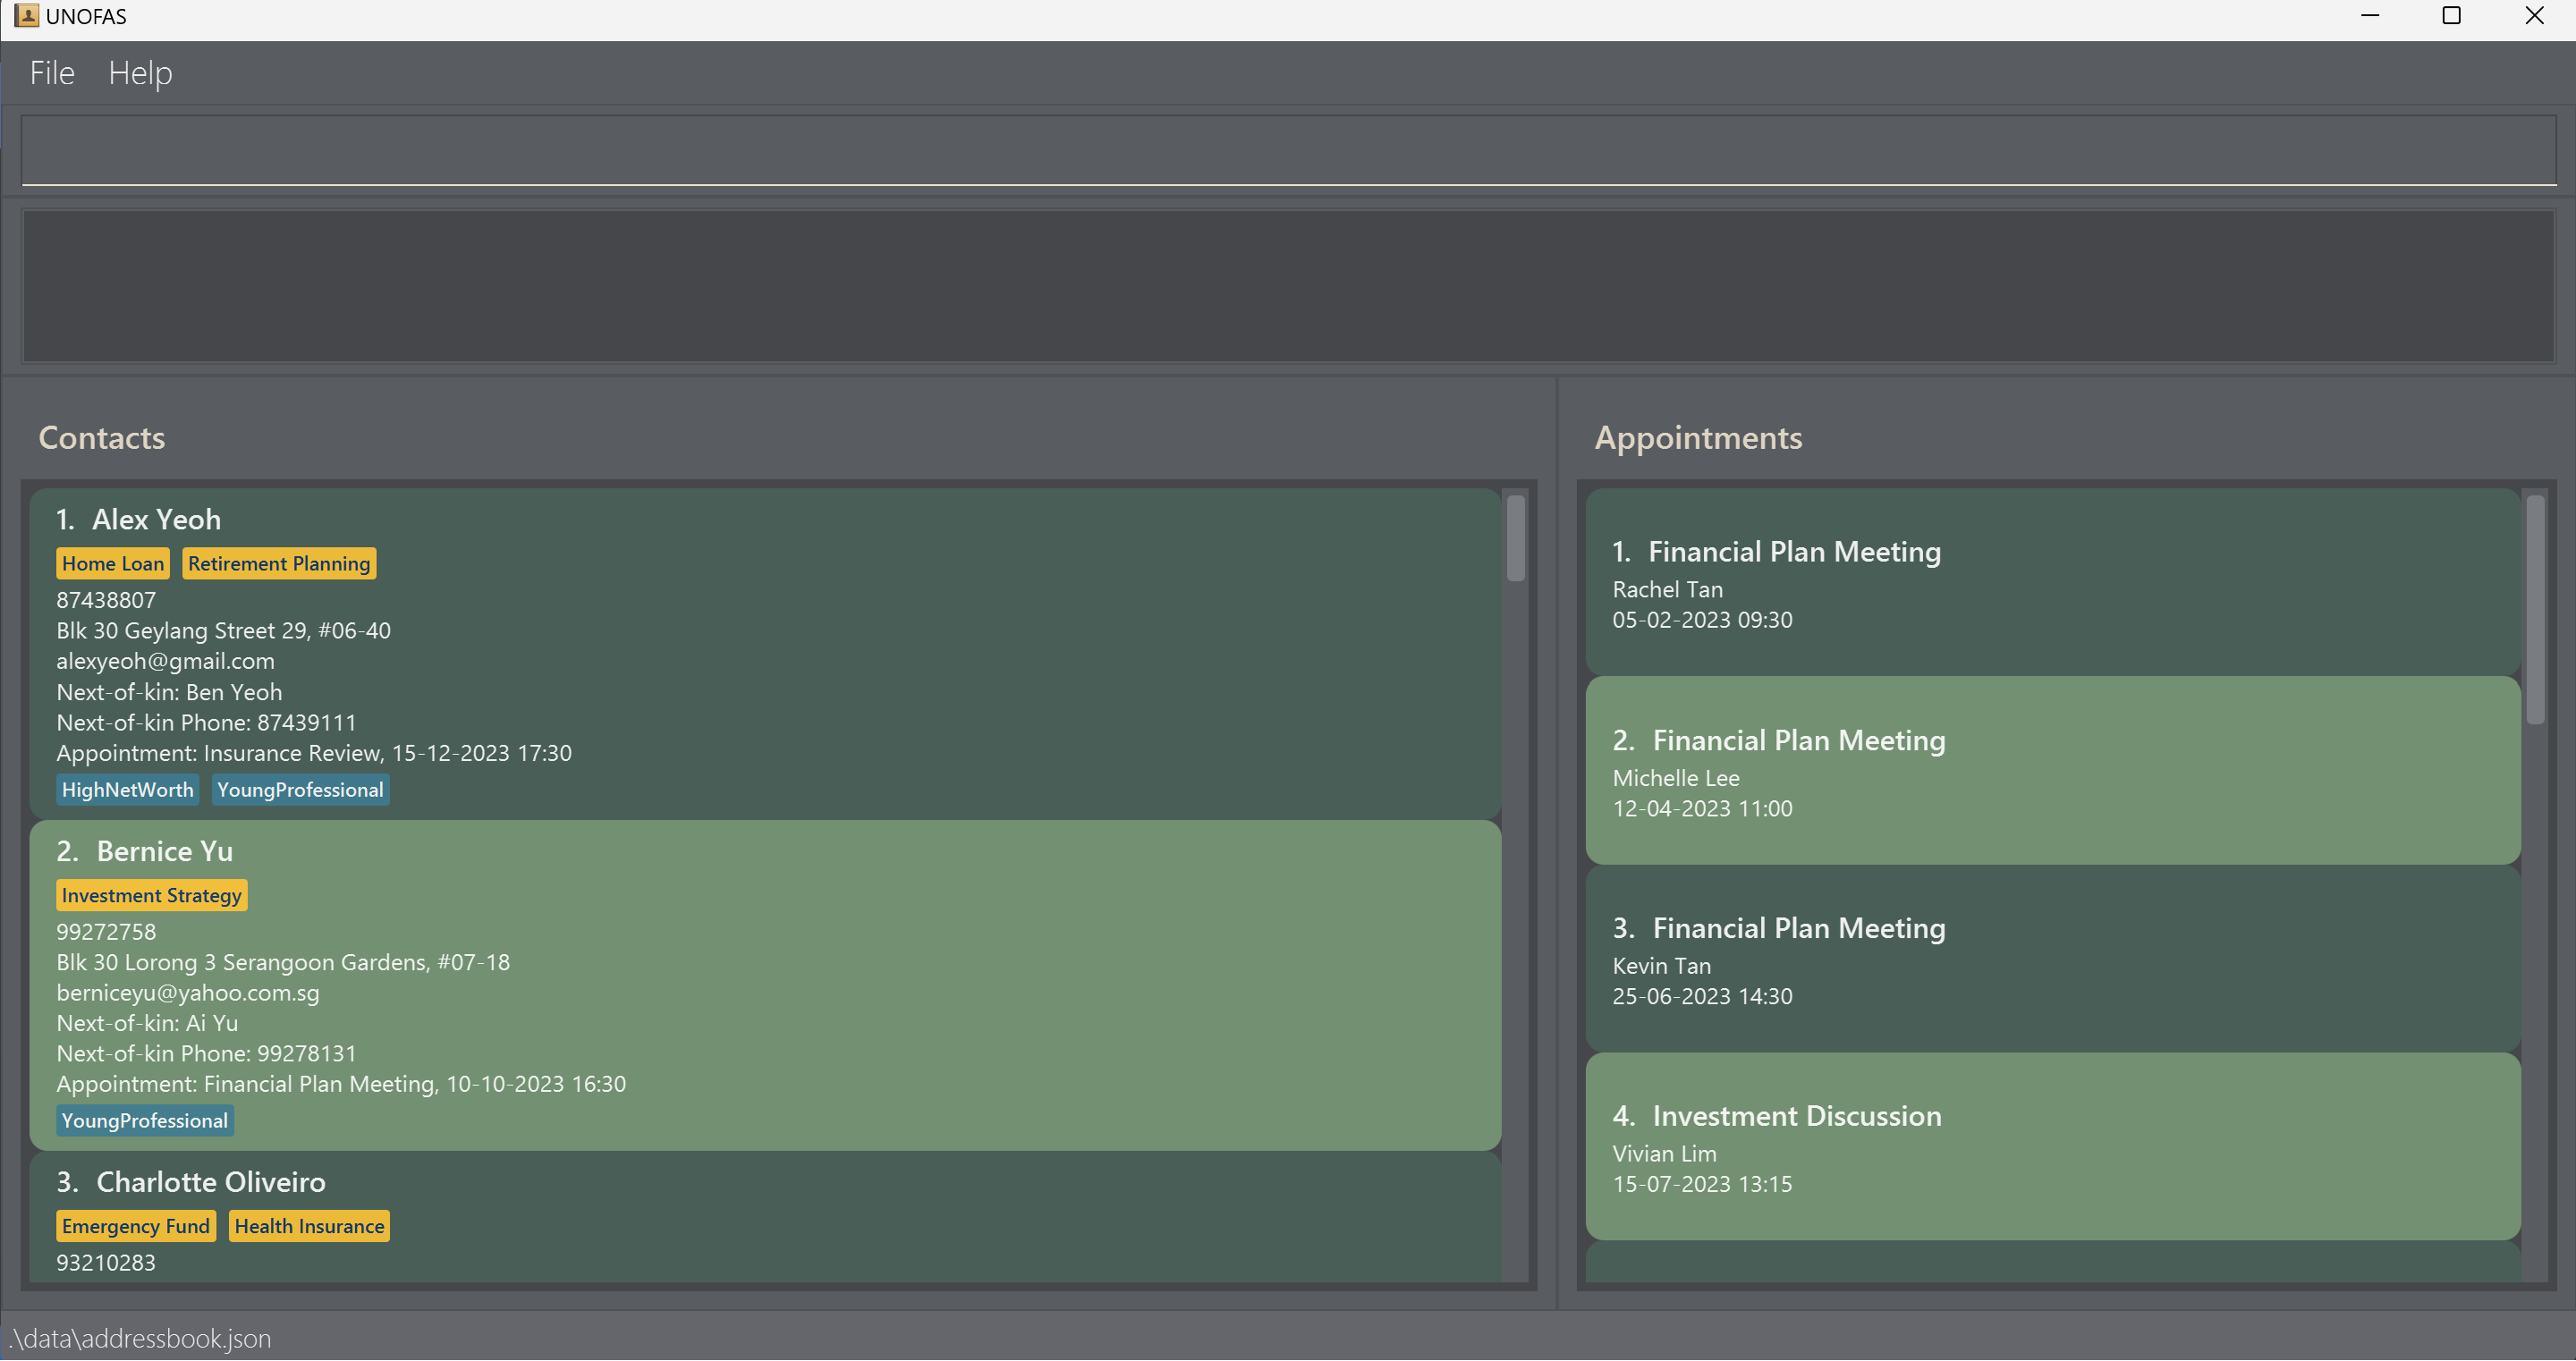 UNOFAS
File Help
Contacts
1. Alex Yeoh
Home Loan Retirement Planning
87438807
Blk 30 Geylang Street 29, #06-40
alexyeoh@gmail.com
Next-of-kin: Ben Yeoh
Next-of-kin Phone: 87439111
Appointment: Insurance Review, 15-12-2023 17:30
HighNetWorth YoungProfessional
2. Bernice Yu
Investment Strategy
99272758
Blk 30 Lorong 3 Serangoon Gardens, #07-18
berniceyu@yahoo.com.sg
Next-of-kin: Ai Yu
Next-of-kin Phone: 99278131
Appointment: Financial Plan Meeting, 10-10-2023 16:30
YoungProfessional
3. Charlotte Oliveiro
Emergency Fund Health Insurance
93210283
Appointments
1. Financial Plan Meeting
Rachel Tan
05-02-2023 09:30
2. Financial Plan Meeting
Michelle Lee
12-04-2023 11:00
3. Financial Plan Meeting
Kevin Tan
25-06-2023 14:30
4. Investment Discussion
Vivian Lim
15-07-2023 13:15
.\data\addressbook.json